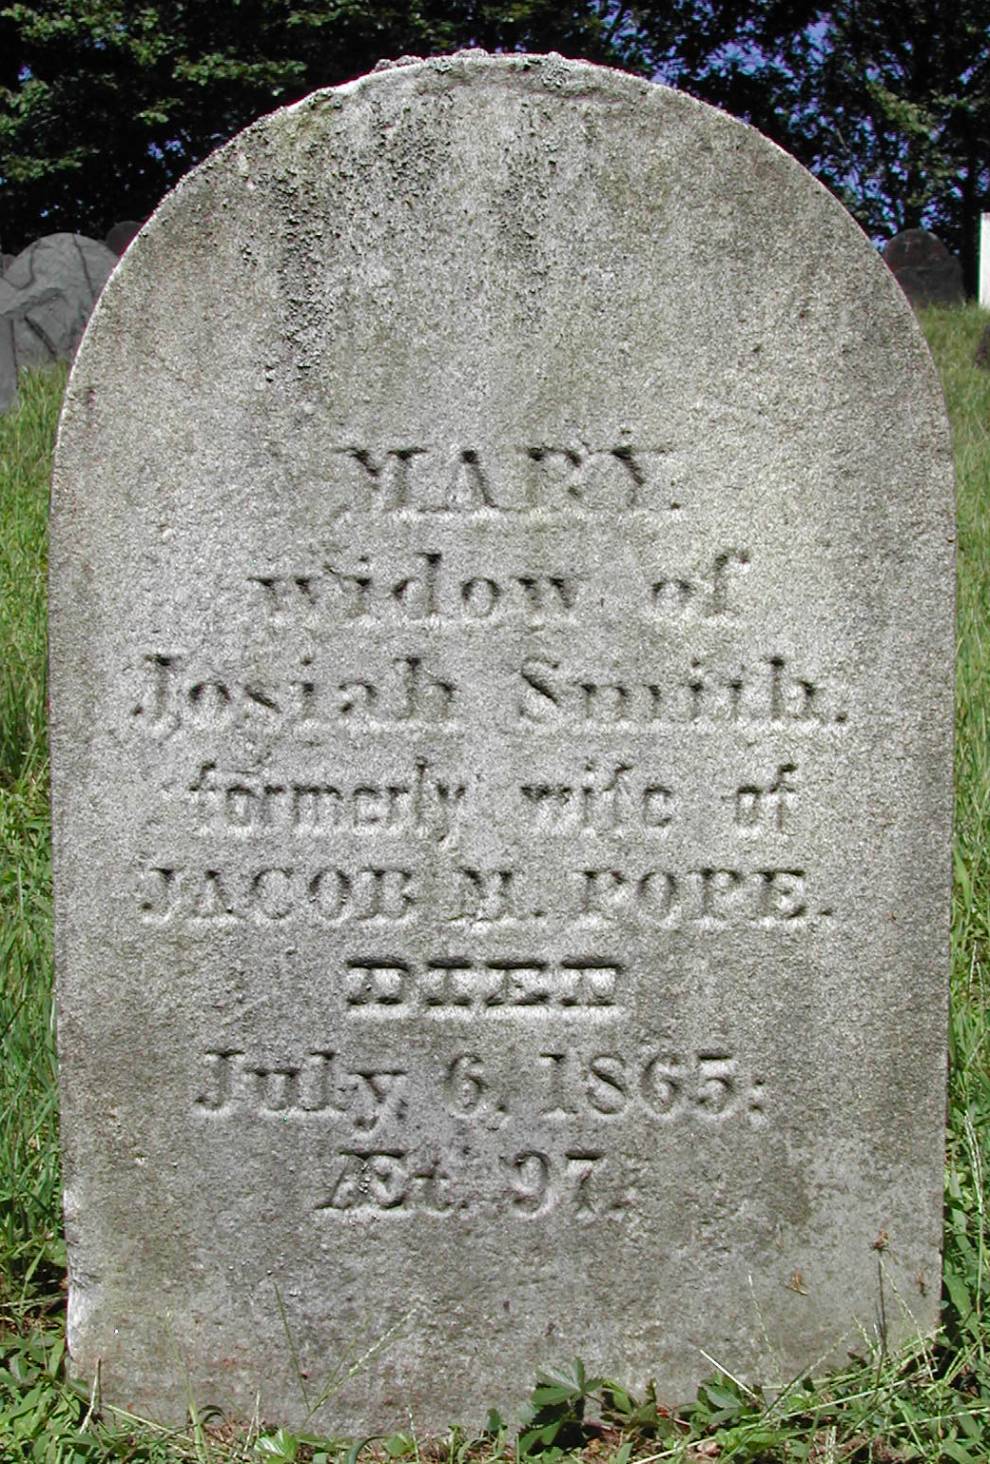 MARY.
widow of
Josiah Smith.
formerly wife of
JACOB M. POPE.
DIED
July 6, 1865:
Æt. 97.